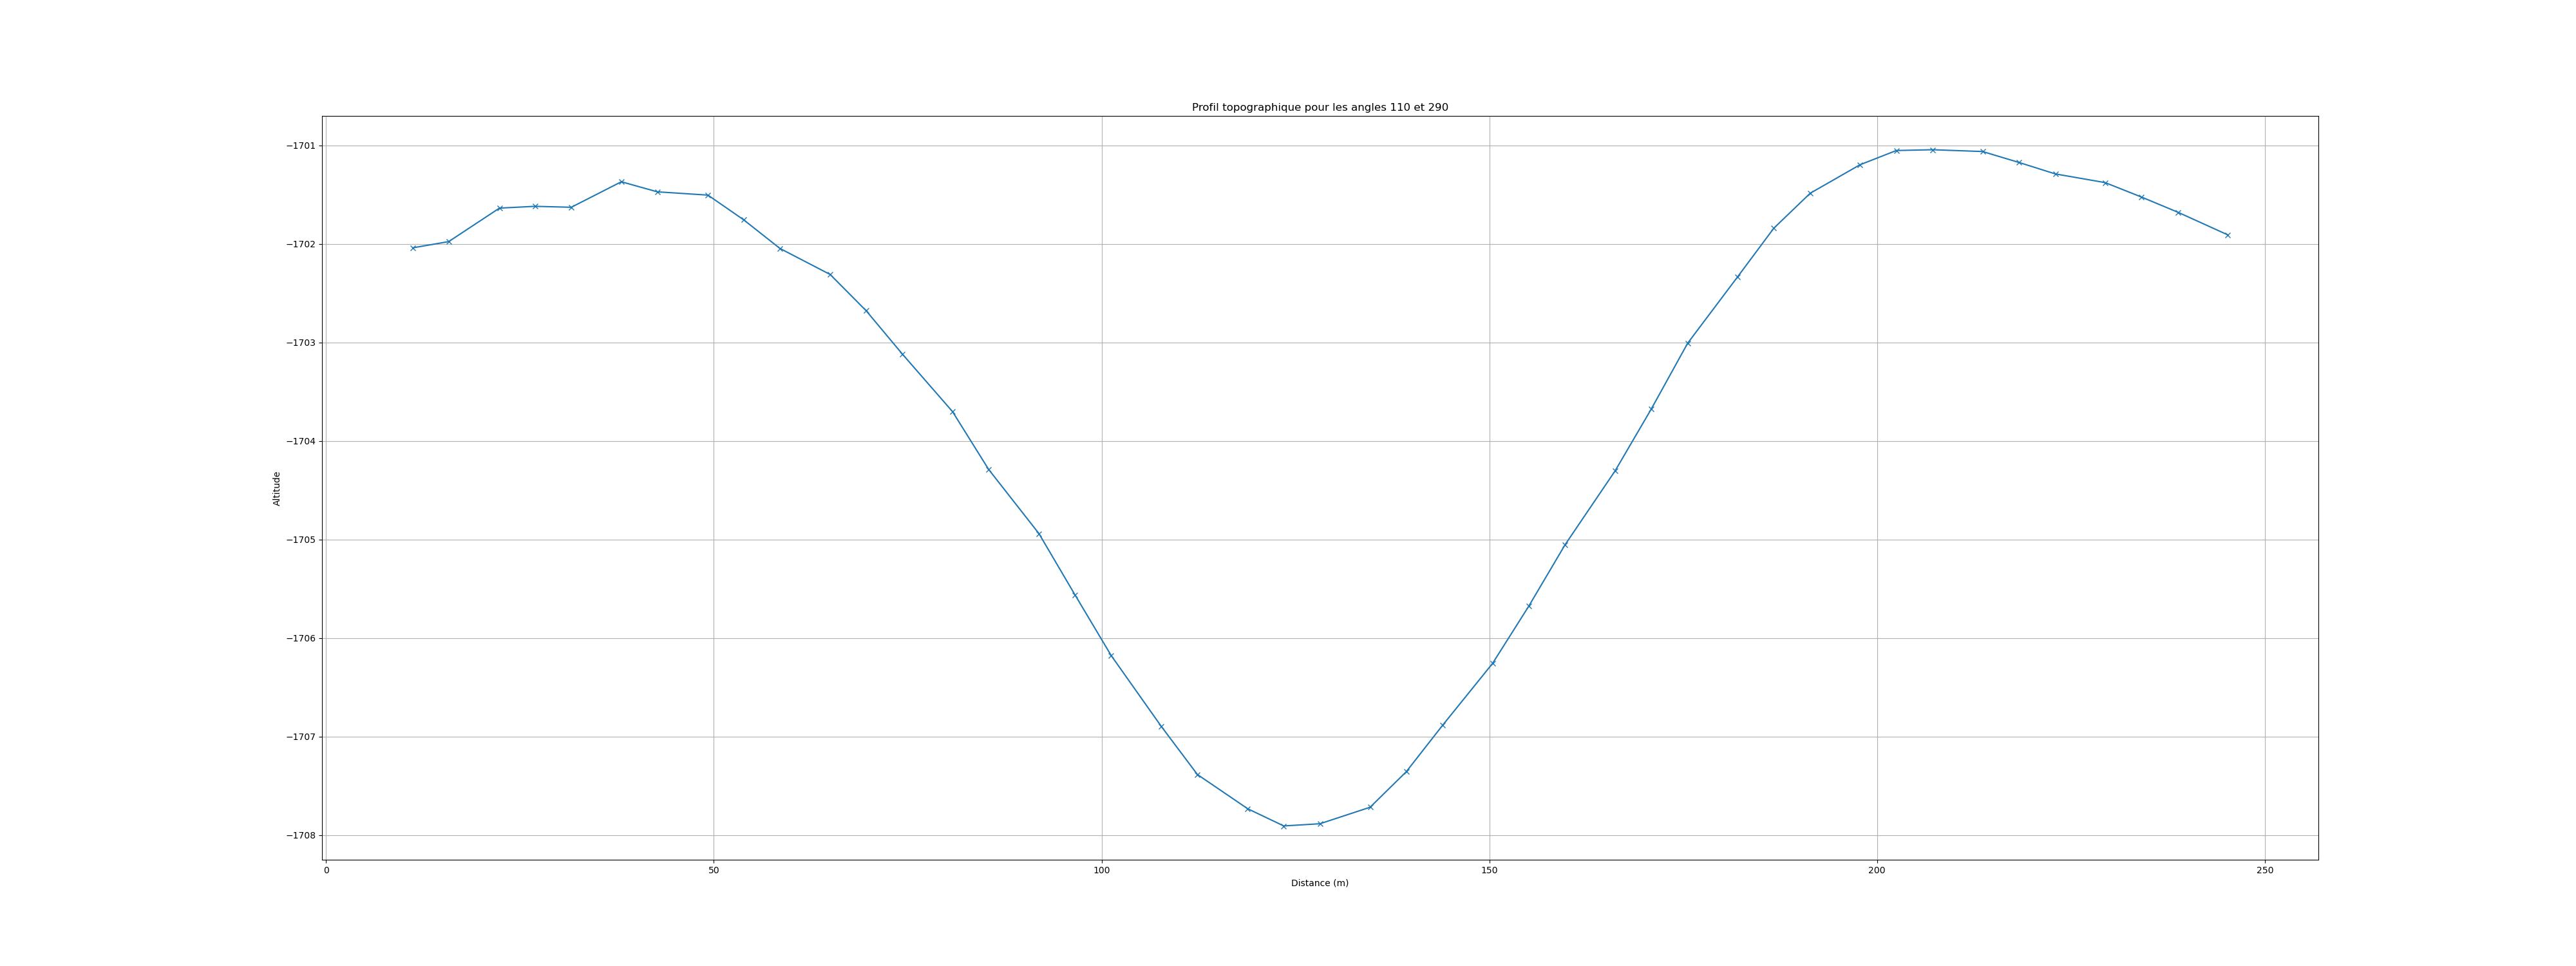 Profil topographique pour les angles 110 et 290
−1701
−1702
−1703
−1704
−1705
−1706
−1707
−1708
Altitude
0 50 100 150 200 250
Distance (m)